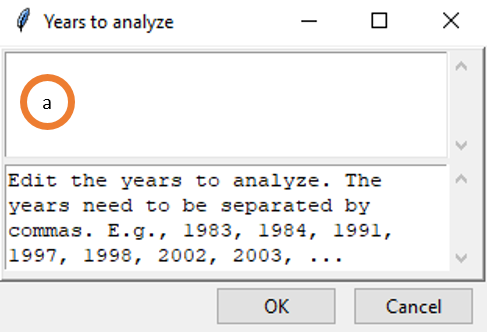 Years to analyze
a
Edit the years to analyze. The
years need to be separated by
commas. E.g., 1983, 1984, 1991,
1997, 1998, 2002, 2003, ...
OK Cancel